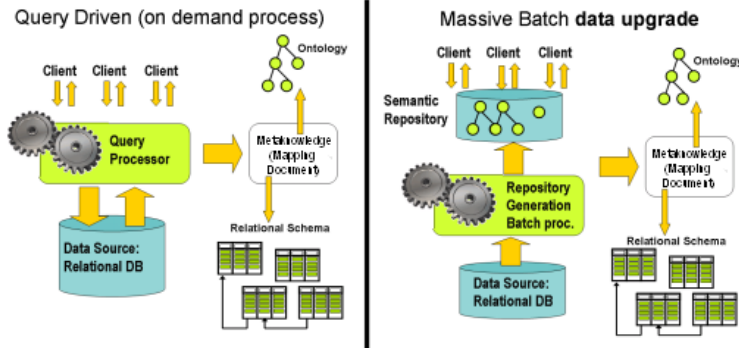 Query Driven (on demand process)
Client Client Client
Ontology
Query
Processor
Metaknowledge
(Mapping
Document)
Relational Schema
Data Source:
Relational DB
Massive Batch data upgrade
Client Client Client
Ontology
Semantic
Repository
Metaknowledge
(Mapping
Document)
Repository
Generation
Batch proc.
Relational Schema
Data Source:
Relational DB